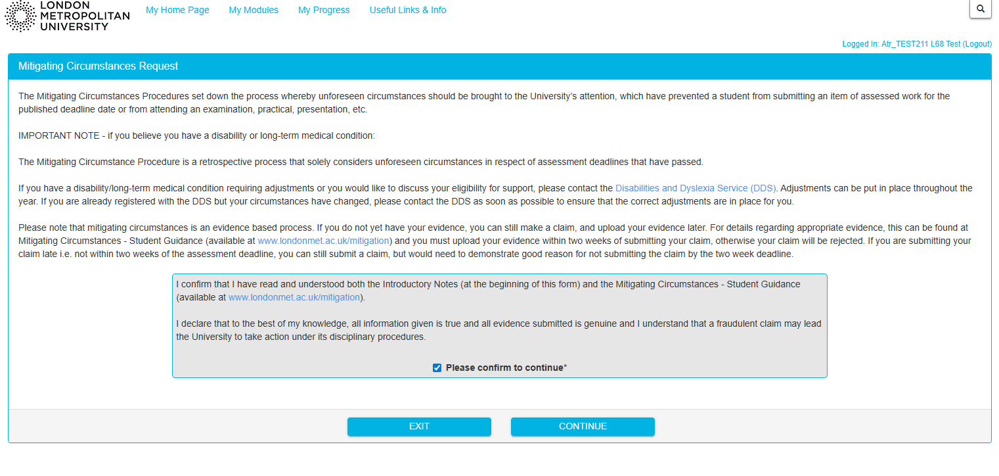 LONDON
METROPOLITAN
UNIVERSITY
My Home Page My Modules My Progress Useful Links & Info
Logged In: Atr_TEST211 L68 Test (Logout)
Mitigating Circumstances Request
The Mitigating Circumstances Procedures set down the process whereby unforeseen circumstances should be brought to the University's attention, which have prevented a student from submitting an item of assessed work for the
published deadline date or from attending an examination, practical, presentation, etc.
IMPORTANT NOTE - if you believe you have a disability or long-term medical condition:
The Mitigating Circumstance Procedure is a retrospective process that solely considers unforeseen circumstances in respect of assessment deadlines that have passed.
If you have a disability/long-term medical condition requiring adjustments or you would like to discuss your eligibility for support, please contact the Disabilities and Dyslexia Service (DDS). Adjustments can be put in place throughout the
year. If you are already registered with the DDS but your circumstances have changed, please contact the DDS as soon as possible to ensure that the correct adjustments are in place for you.
Please note that mitigating circumstances is an evidence based process. If you do not yet have your evidence, you can still make a claim, and upload your evidence later. For details regarding appropriate evidence, this can be found at
Mitigating Circumstances - Student Guidance (available at www.londonmet.ac.uk/mitigation) and you must upload your evidence within two weeks of submitting your claim, otherwise your claim will be rejected. If you are submitting your
claim late i.e. not within two weeks of the assessment deadline, you can still submit a claim, but would need to demonstrate good reason for not submitting the claim by the two week deadline.
I confirm that I have read and understood both the Introductory Notes (at the beginning of this form) and the Mitigating Circumstances - Student Guidance
(available at www.londonmet.ac.uk/mitigation).
I declare that to the best of my knowledge, all information given is true and all evidence submitted is genuine and I understand that a fraudulent claim may lead
the University to take action under its disciplinary procedures.
Please confirm to continue*
EXIT CONTINUE